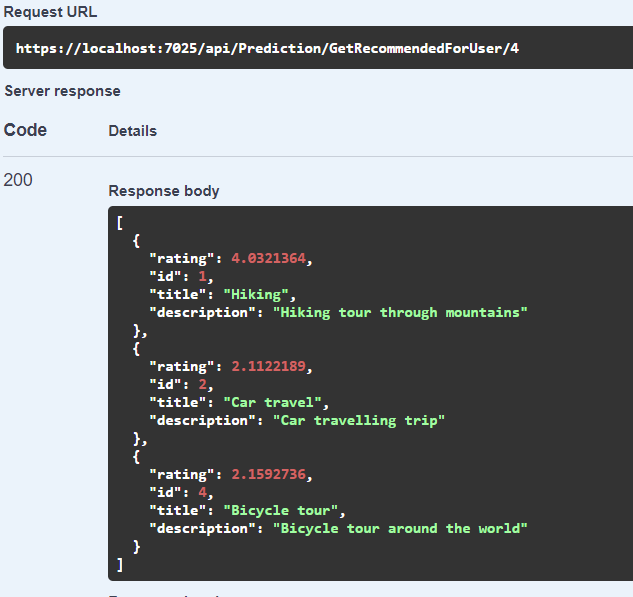 Request URL
https://localhost:7025/api/Prediction/GetRecommendedForUser/4
Server response
Code Details
200
Response body
[
  {
    "rating": 4.0321364,
    "id": 1,
    "title": "Hiking",
    "description": "Hiking tour through mountains"
  },
  {
    "rating": 2.1122189,
    "id": 2,
    "title": "Car travel",
    "description": "Car travelling trip"
  },
  {
    "rating": 2.1592736,
    "id": 4,
    "title": "Bicycle tour",
    "description": "Bicycle tour around the world"
  }
]